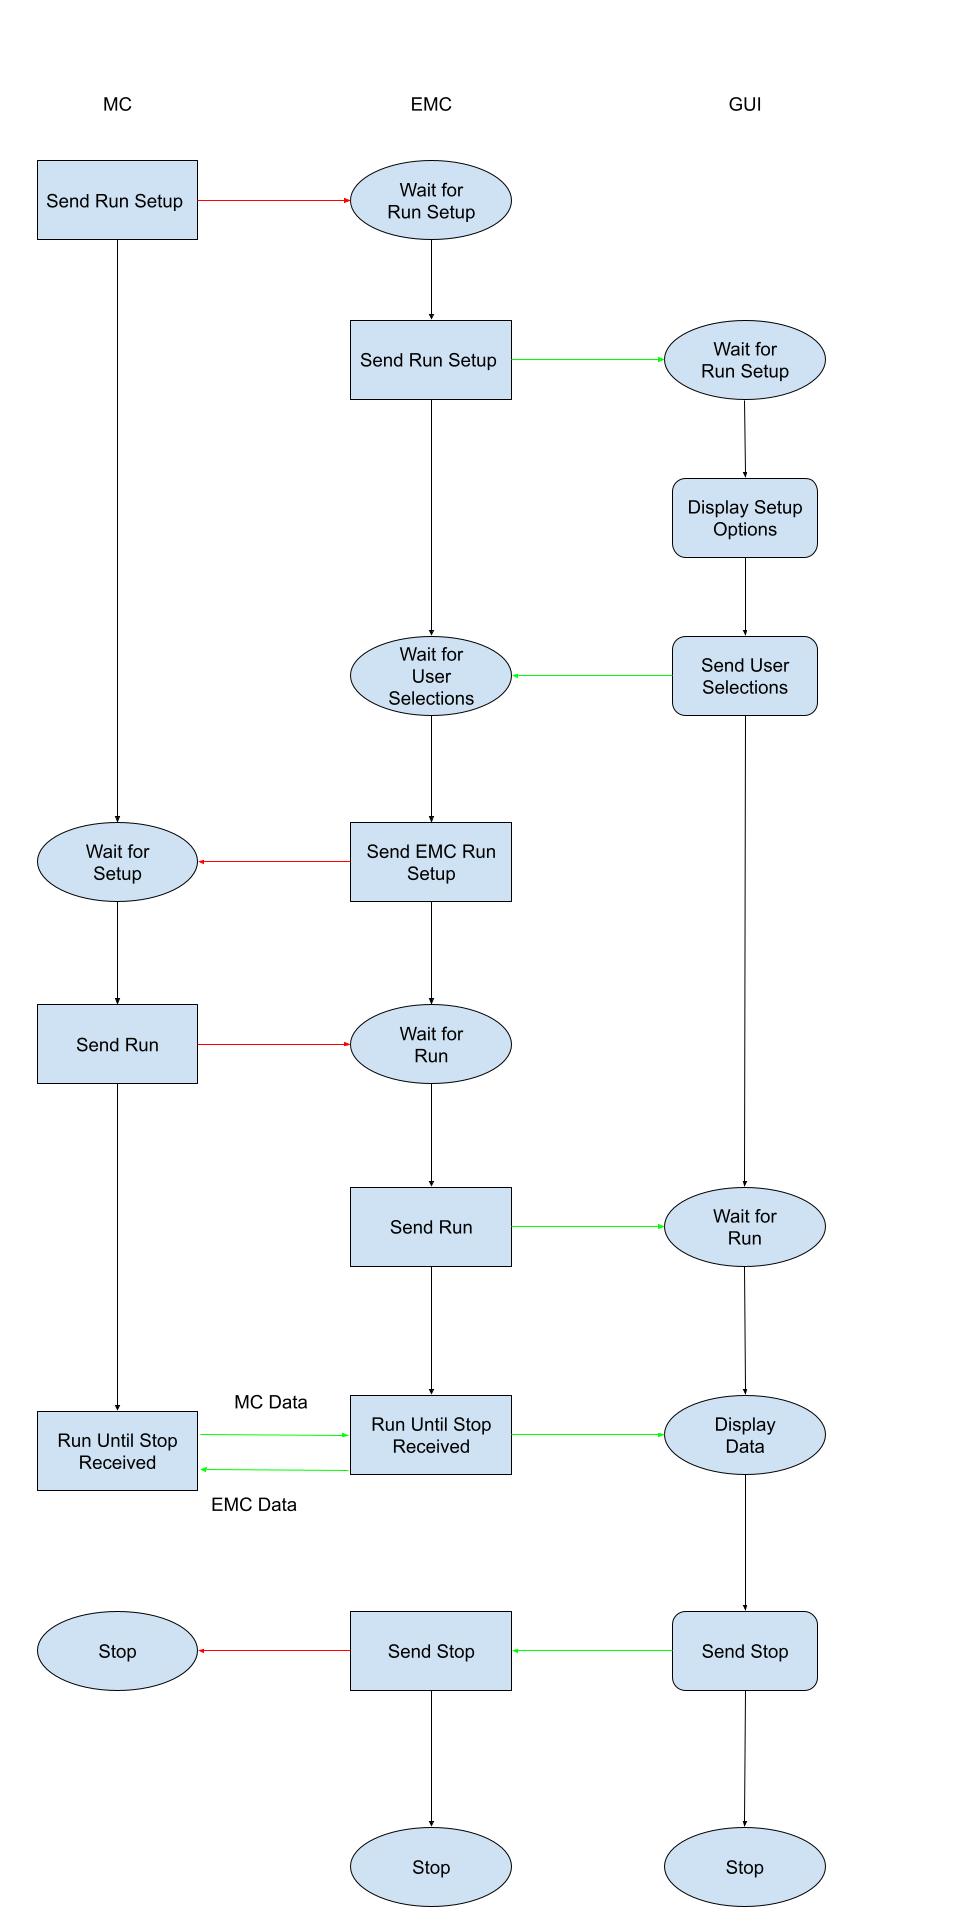 MC
EMC
GUI
Send Run Setup
Wait for
Run Setup
Send Run Setup
Wait for
Run Setup
Display Setup
Options
Wait for
User
Selections
Send User
Selections
Wait for
Setup
Send EMC Run
Setup
Send Run
Wait for
Run
Send Run
Wait for
Run
MC Data
Run Until Stop
Received
Run Until Stop
Received
Display
Data
EMC Data
Stop
Send Stop
Send Stop
Stop
Stop